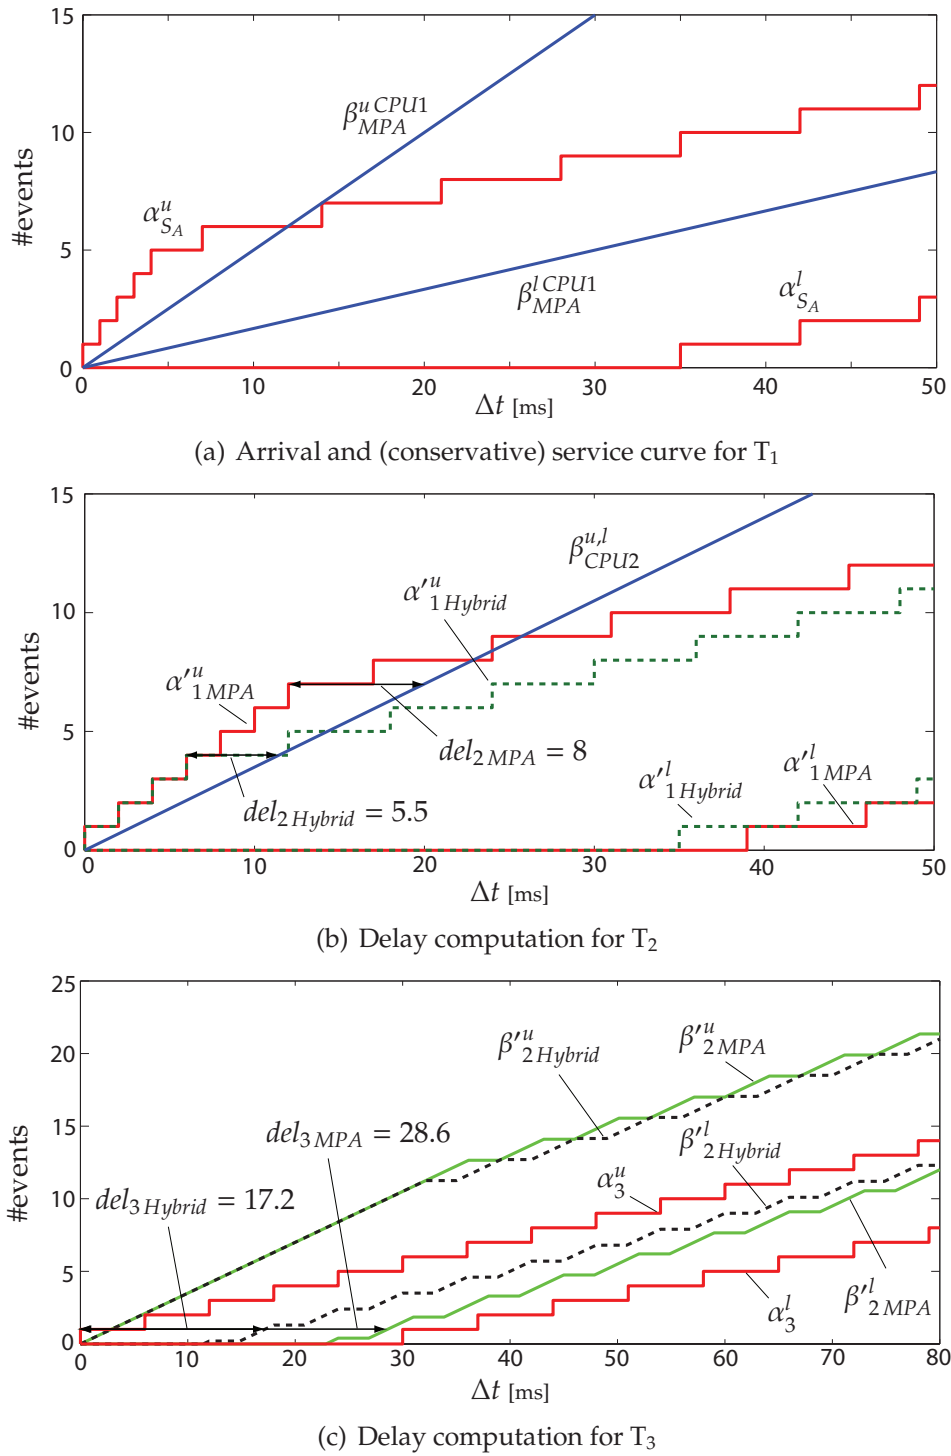 15
10
5
0
#events
β^{u CPU1}_{MPA}
α^u_{S_A}
β^{l CPU1}_{MPA}
α^l_{S_A}
0 10 20 30 40 50
Δt [ms]
(a) Arrival and (conservative) service curve for T₁
15
10
5
0
#events
β^{u,l}_{CPU2}
α′^u_{1 Hybrid}
α′^u_{1 MPA}
del_{2 MPA} = 8
del_{2 Hybrid} = 5.5
α′^l_{1 Hybrid}
α′^l_{1 MPA}
0 10 20 30 40 50
Δt [ms]
(b) Delay computation for T₂
25
20
15
10
5
0
#events
β′^u_{2 Hybrid}
β′^u_{2 MPA}
del_{3 MPA} = 28.6
β′^l_{2 Hybrid}
del_{3 Hybrid} = 17.2
α^u_3
α^l_3
β′^l_{2 MPA}
0 10 20 30 40 50 60 70 80
Δt [ms]
(c) Delay computation for T₃